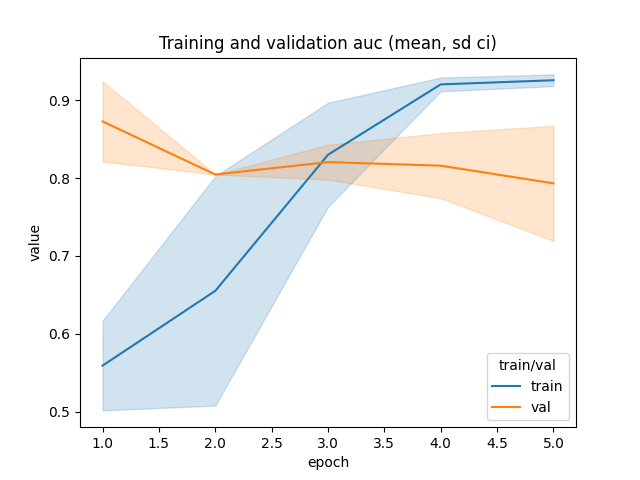 Training and validation auc (mean, sd ci)
value
0.9
0.8
0.7
0.6
0.5
train/val
train
val
1.0 1.5 2.0 2.5 3.0 3.5 4.0 4.5 5.0
epoch